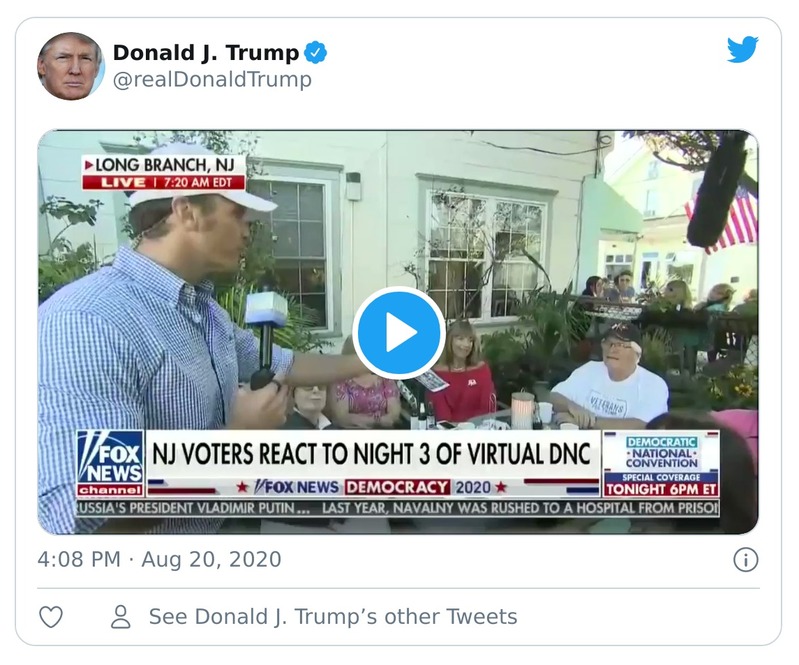 Donald J. Trump
@realDonaldTrump
LONG BRANCH, NJ
LIVE | 7:20 AM EDT
VETERANS
FOX
NEWS
channel
NJ VOTERS REACT TO NIGHT 3 OF VIRTUAL DNC
FOX NEWS DEMOCRACY 2020
DEMOCRATIC
• NATIONAL •
CONVENTION
SPECIAL COVERAGE
TONIGHT 6PM ET
USSIA'S PRESIDENT VLADIMIR PUTIN... LAST YEAR, NAVALNY WAS RUSHED TO A HOSPITAL FROM PRISO
4:08 PM · Aug 20, 2020
See Donald J. Trump’s other Tweets